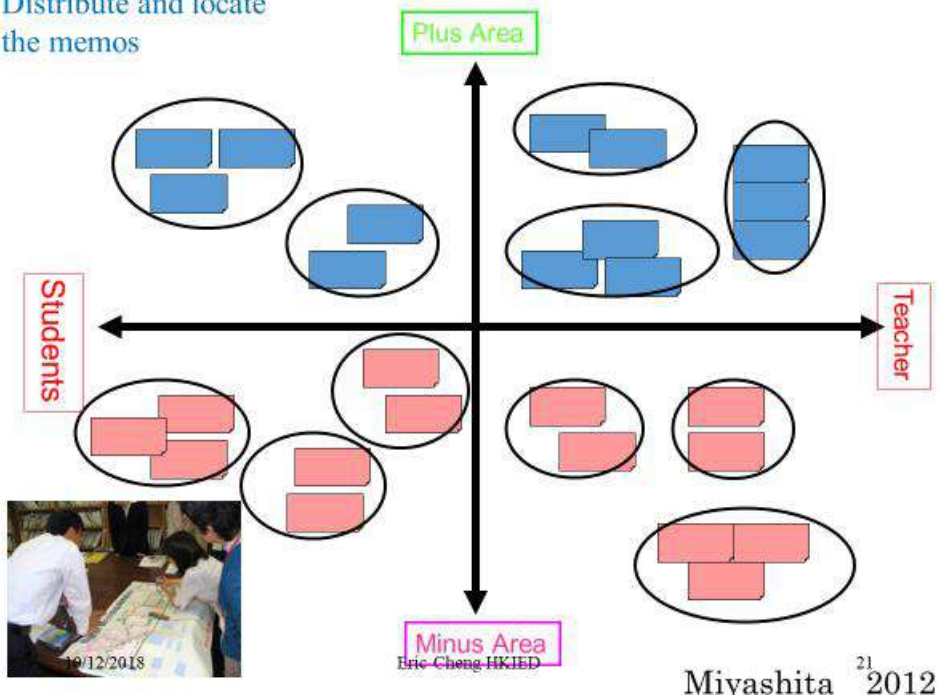 Distribute and locate
the memos
Plus Area
Students
Teacher
Minus Area
10/12/2018
Eric Cheng HKIED
21
Miyashita 2012